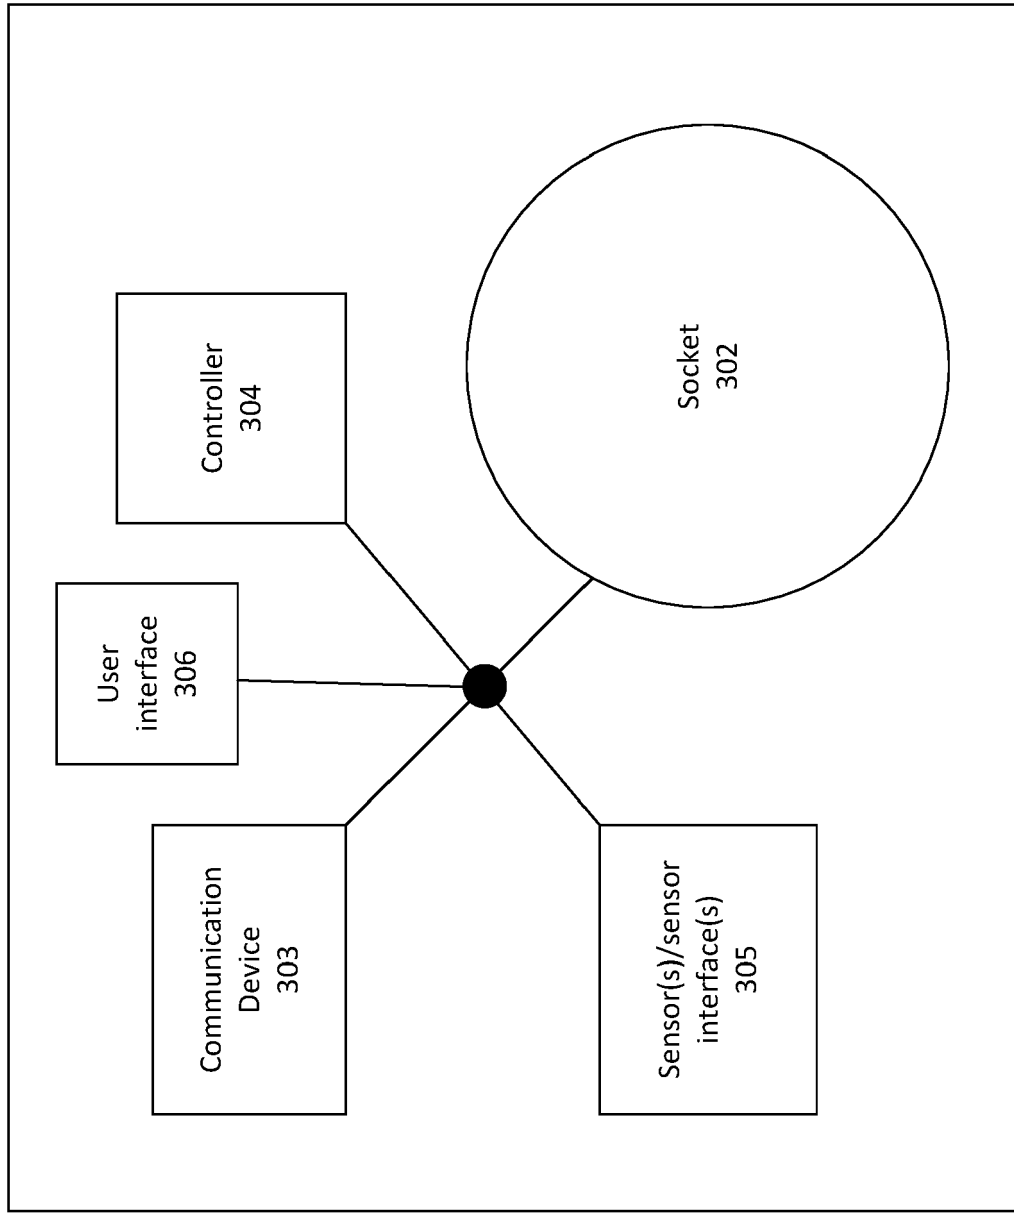 User
interface
306
Communication
Device
303
Controller
304
Sensor(s)/sensor
interface(s)
305
Socket
302